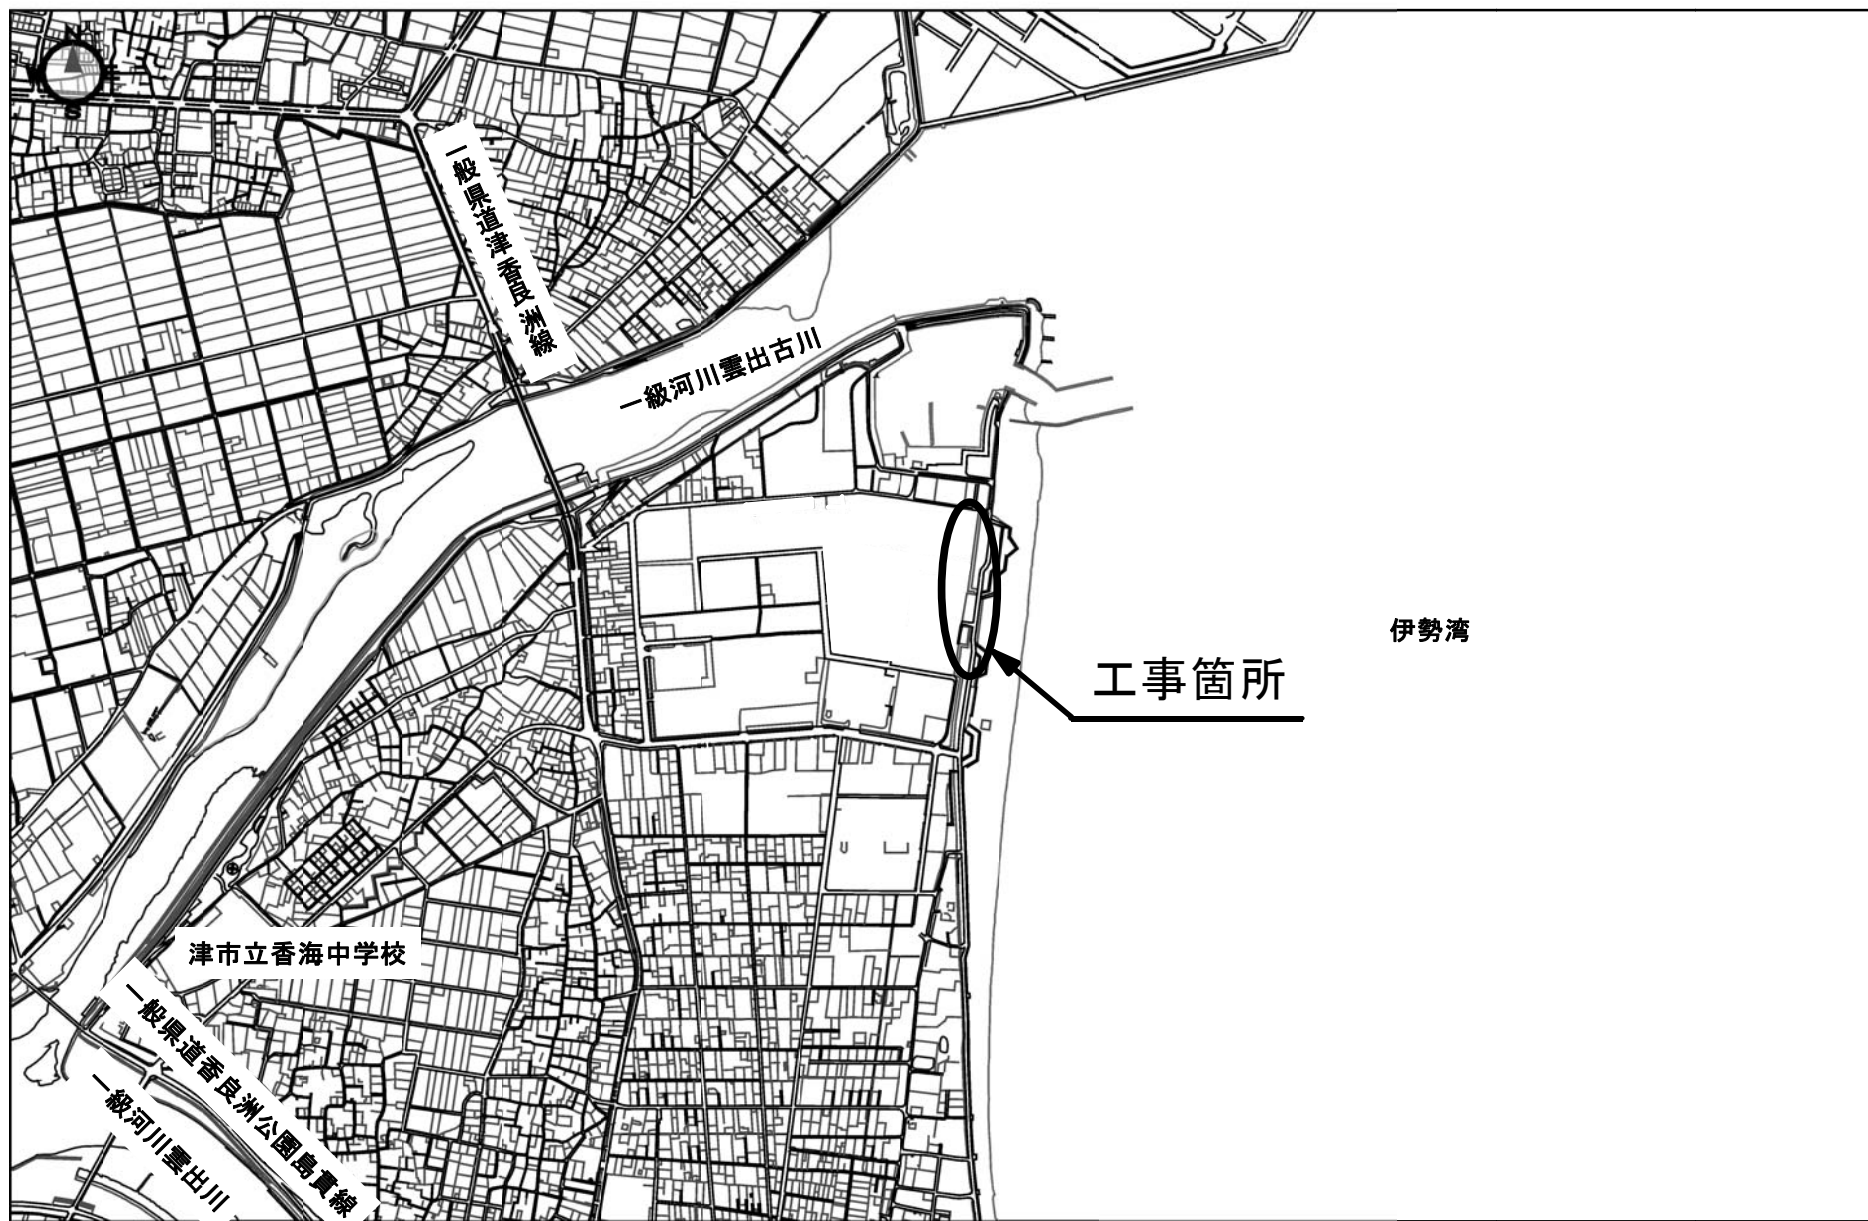 N
S
一般県道津香良洲線
一級河川雲出古川
伊勢湾
工事箇所
津市立香海中学校
一般県道香良洲公園島貫線
一級河川雲出川